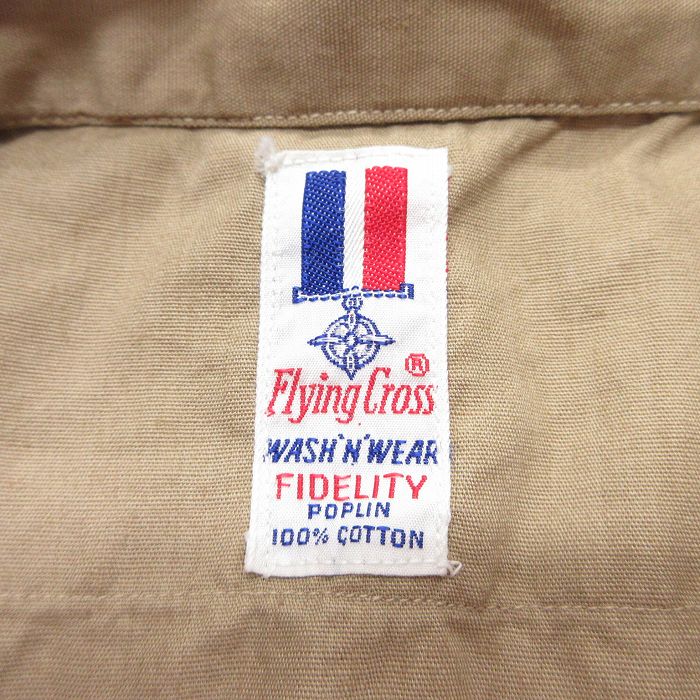 Flying Cross ®
WASH 'N' WEAR
FIDELITY
POPLIN
100% COTTON